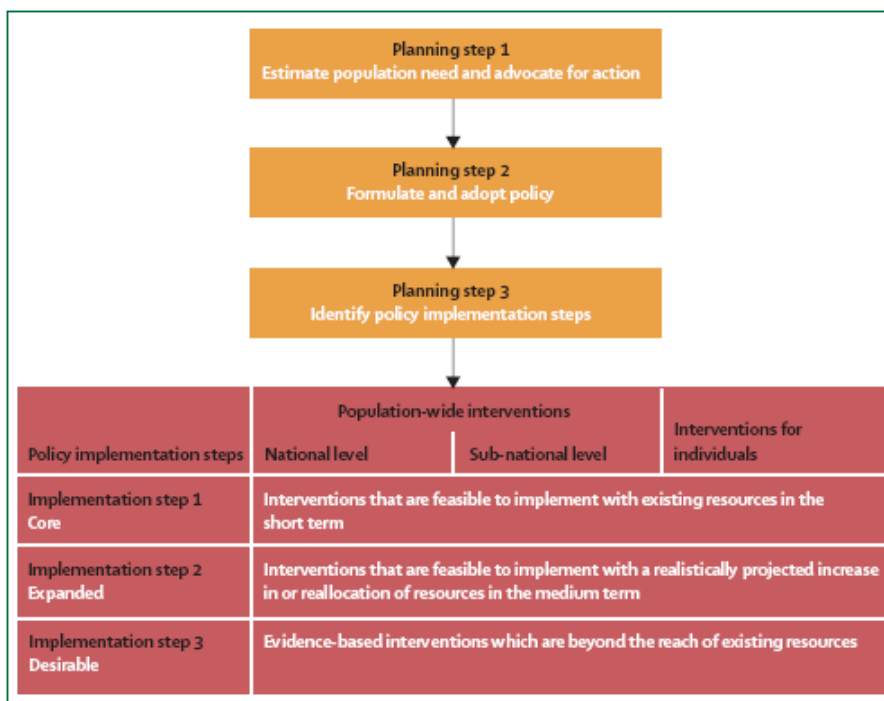 Planning step 1
Estimate population need and advocate for action
Planning step 2
Formulate and adopt policy
Planning step 3
Identify policy implementation steps
Policy implementation steps
Population-wide interventions
National level
Sub-national level
Interventions for
individuals
Implementation step 1
Core
Interventions that are feasible to implement with existing resources in the
short term
Implementation step 2
Expanded
Interventions that are feasible to implement with a realistically projected increase
in or reallocation of resources in the medium term
Implementation step 3
Desirable
Evidence-based interventions which are beyond the reach of existing resources